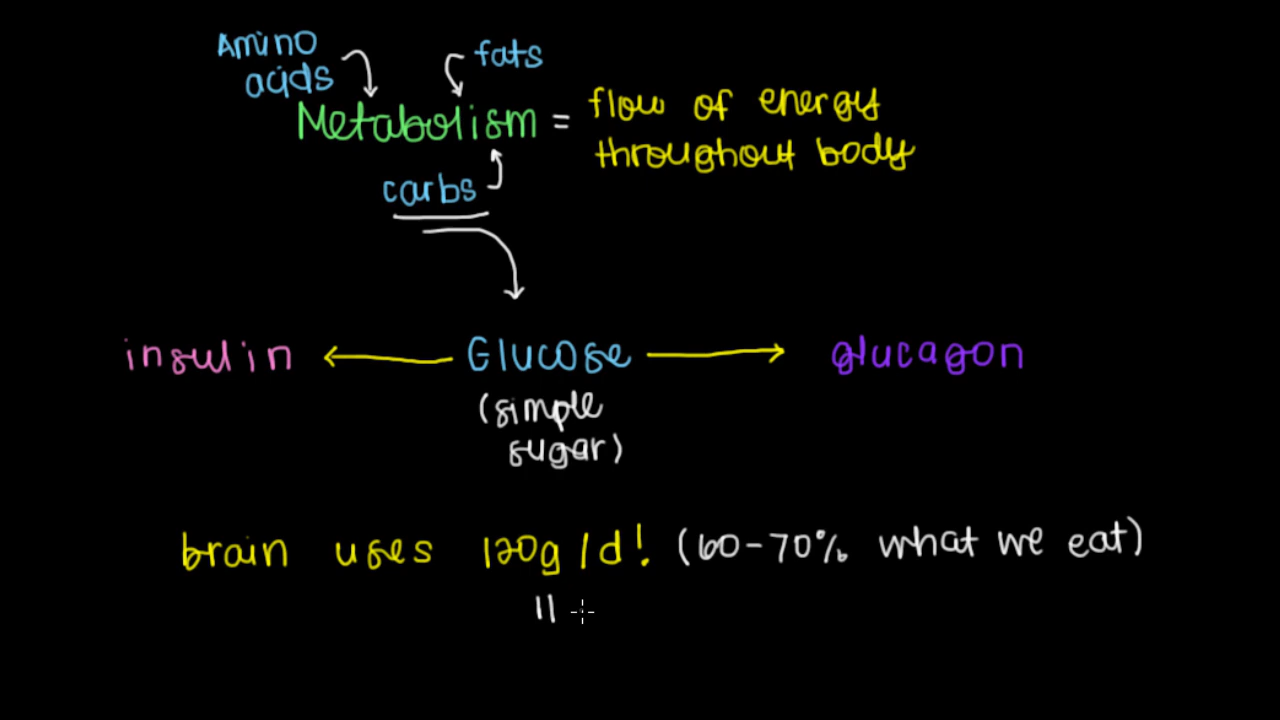 Amino acids
fats
Metabolism = flow of energy throughout body
carbs
insulin
Glucose
glucagon
(simple sugar)
brain uses 120g/d! (60-70% what we eat)
11